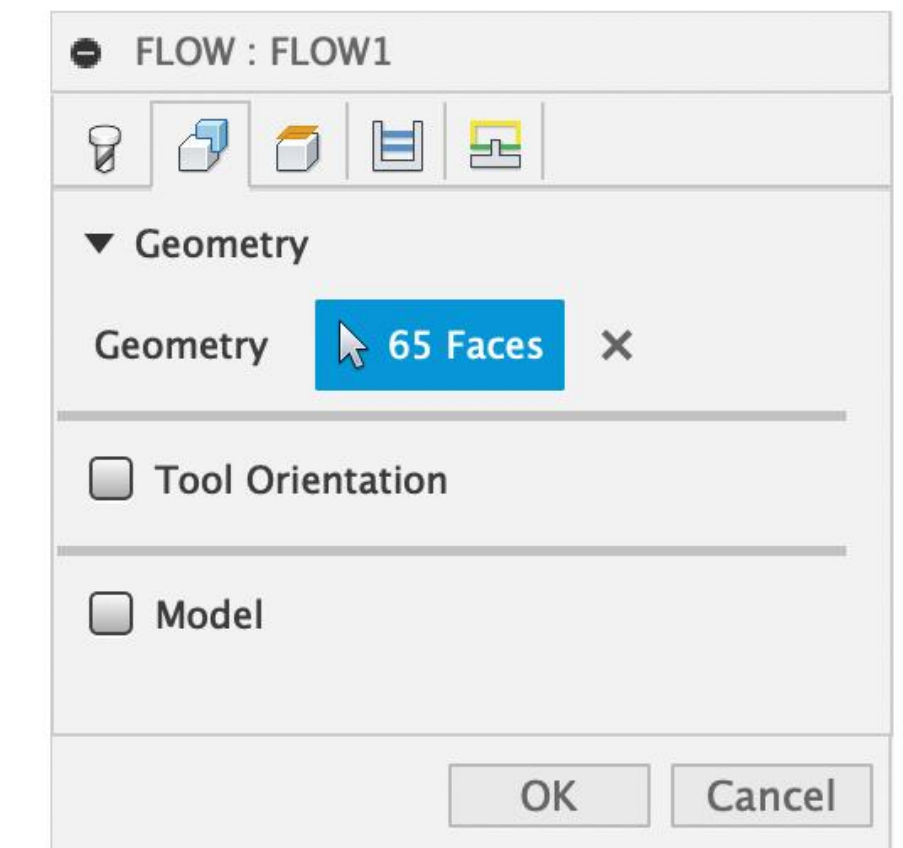 FLOW : FLOW1
Geometry
Geometry 65 Faces
Tool Orientation
Model
OK Cancel